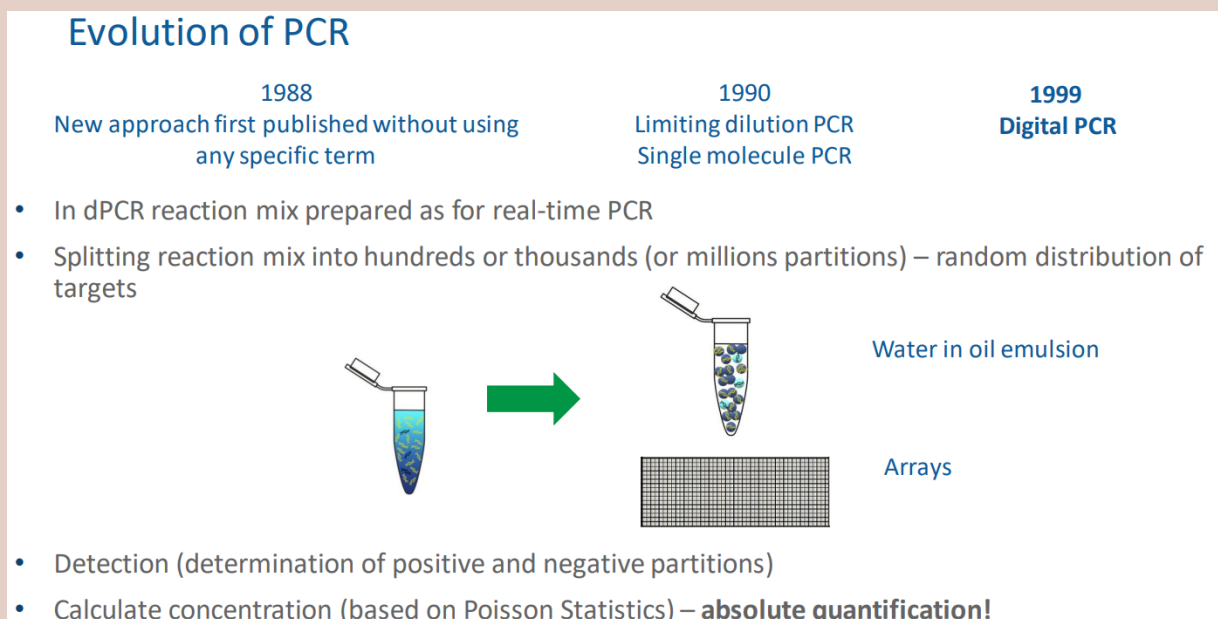 Evolution of PCR
1988
New approach first published without using
any specific term
1990
Limiting dilution PCR
Single molecule PCR
1999
Digital PCR
• In dPCR reaction mix prepared as for real-time PCR
• Splitting reaction mix into hundreds or thousands (or millions partitions) – random distribution of
targets
Water in oil emulsion
Arrays
• Detection (determination of positive and negative partitions)
• Calculate concentration (based on Poisson Statistics) – absolute quantification!